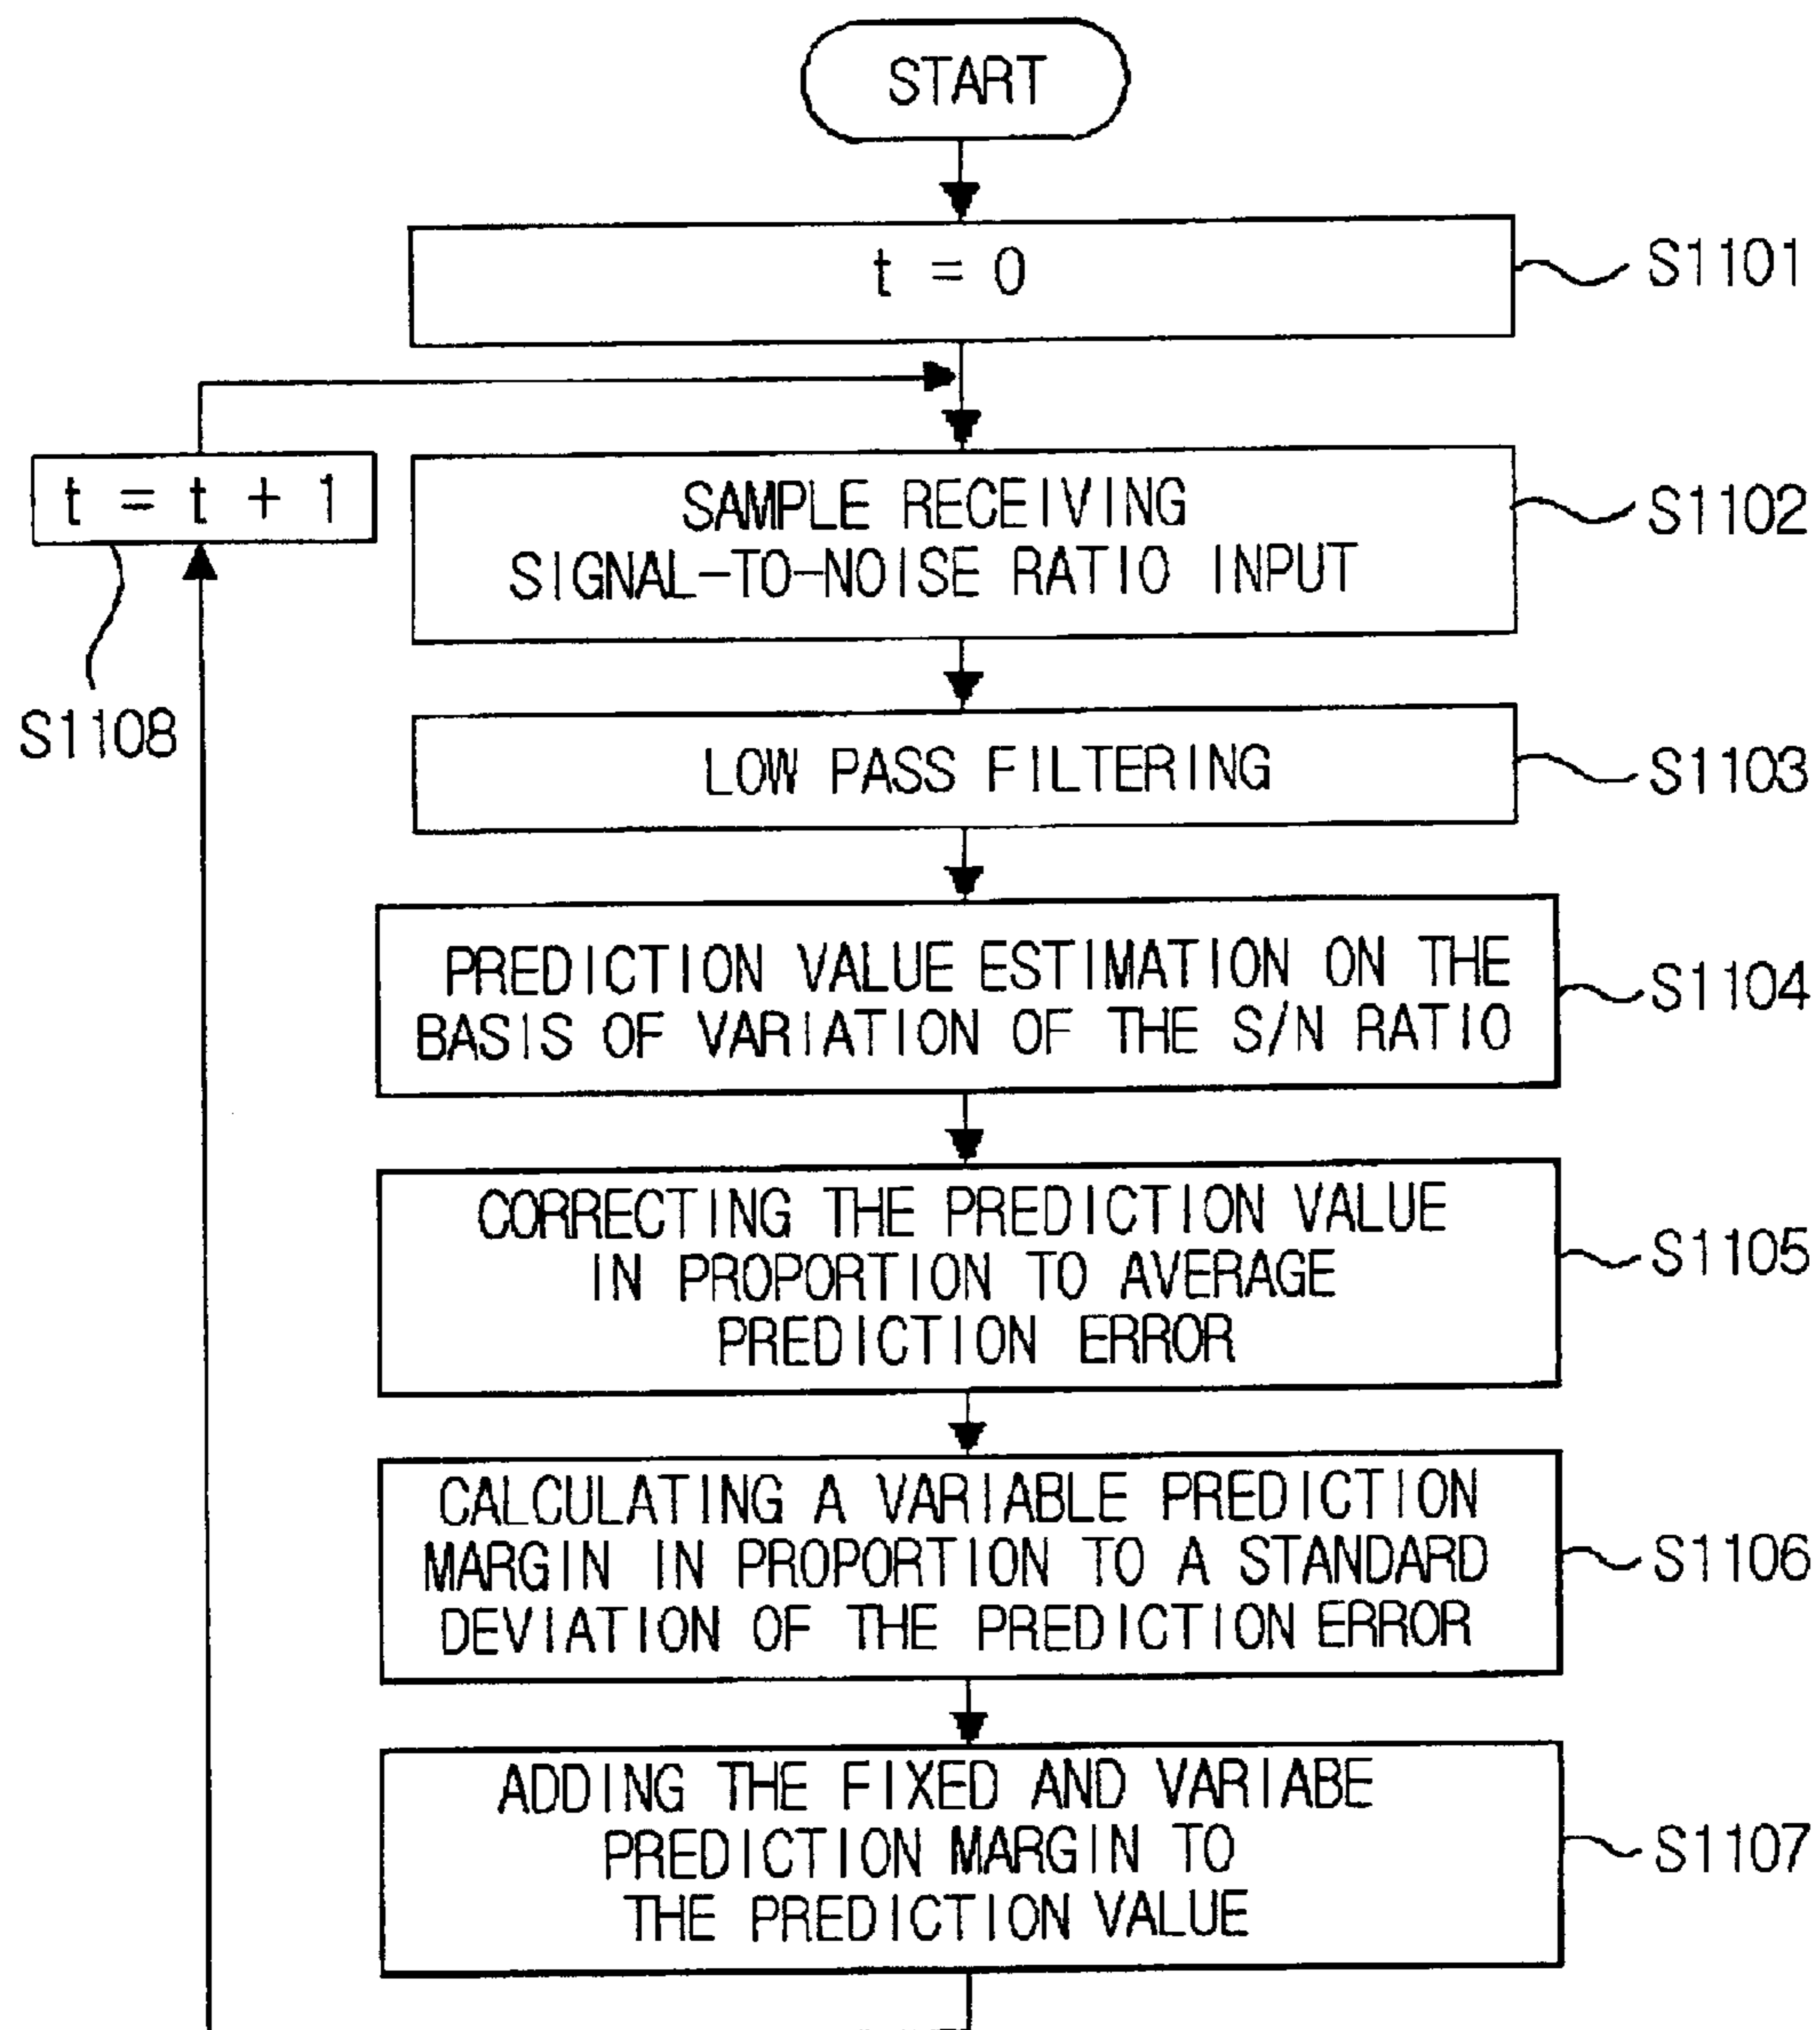 START
t = 0
S1101
t = t + 1
S1108
SAMPLE RECEIVING
SIGNAL-TO-NOISE RATIO INPUT
S1102
LOW PASS FILTERING
S1103
PREDICTION VALUE ESTIMATION ON THE
BASIS OF VARIATION OF THE S/N RATIO
S1104
CORRECTING THE PREDICTION VALUE
IN PROPORTION TO AVERAGE
PREDICTION ERROR
S1105
CALCULATING A VARIABLE PREDICTION
MARGIN IN PROPORTION TO A STANDARD
DEVIATION OF THE PREDICTION ERROR
S1106
ADDING THE FIXED AND VARIABE
PREDICTION MARGIN TO
THE PREDICTION VALUE
S1107